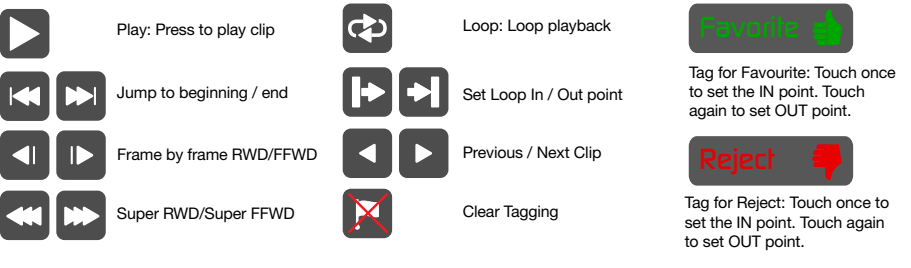 Play: Press to play clip
Jump to beginning / end
Frame by frame RWD/FFWD
Super RWD/Super FFWD
Loop: Loop playback
Set Loop In / Out point
Previous / Next Clip
Clear Tagging
Favorite
Tag for Favourite: Touch once
to set the IN point. Touch
again to set OUT point.
Reject
Tag for Reject: Touch once to
set the IN point. Touch again
to set OUT point.